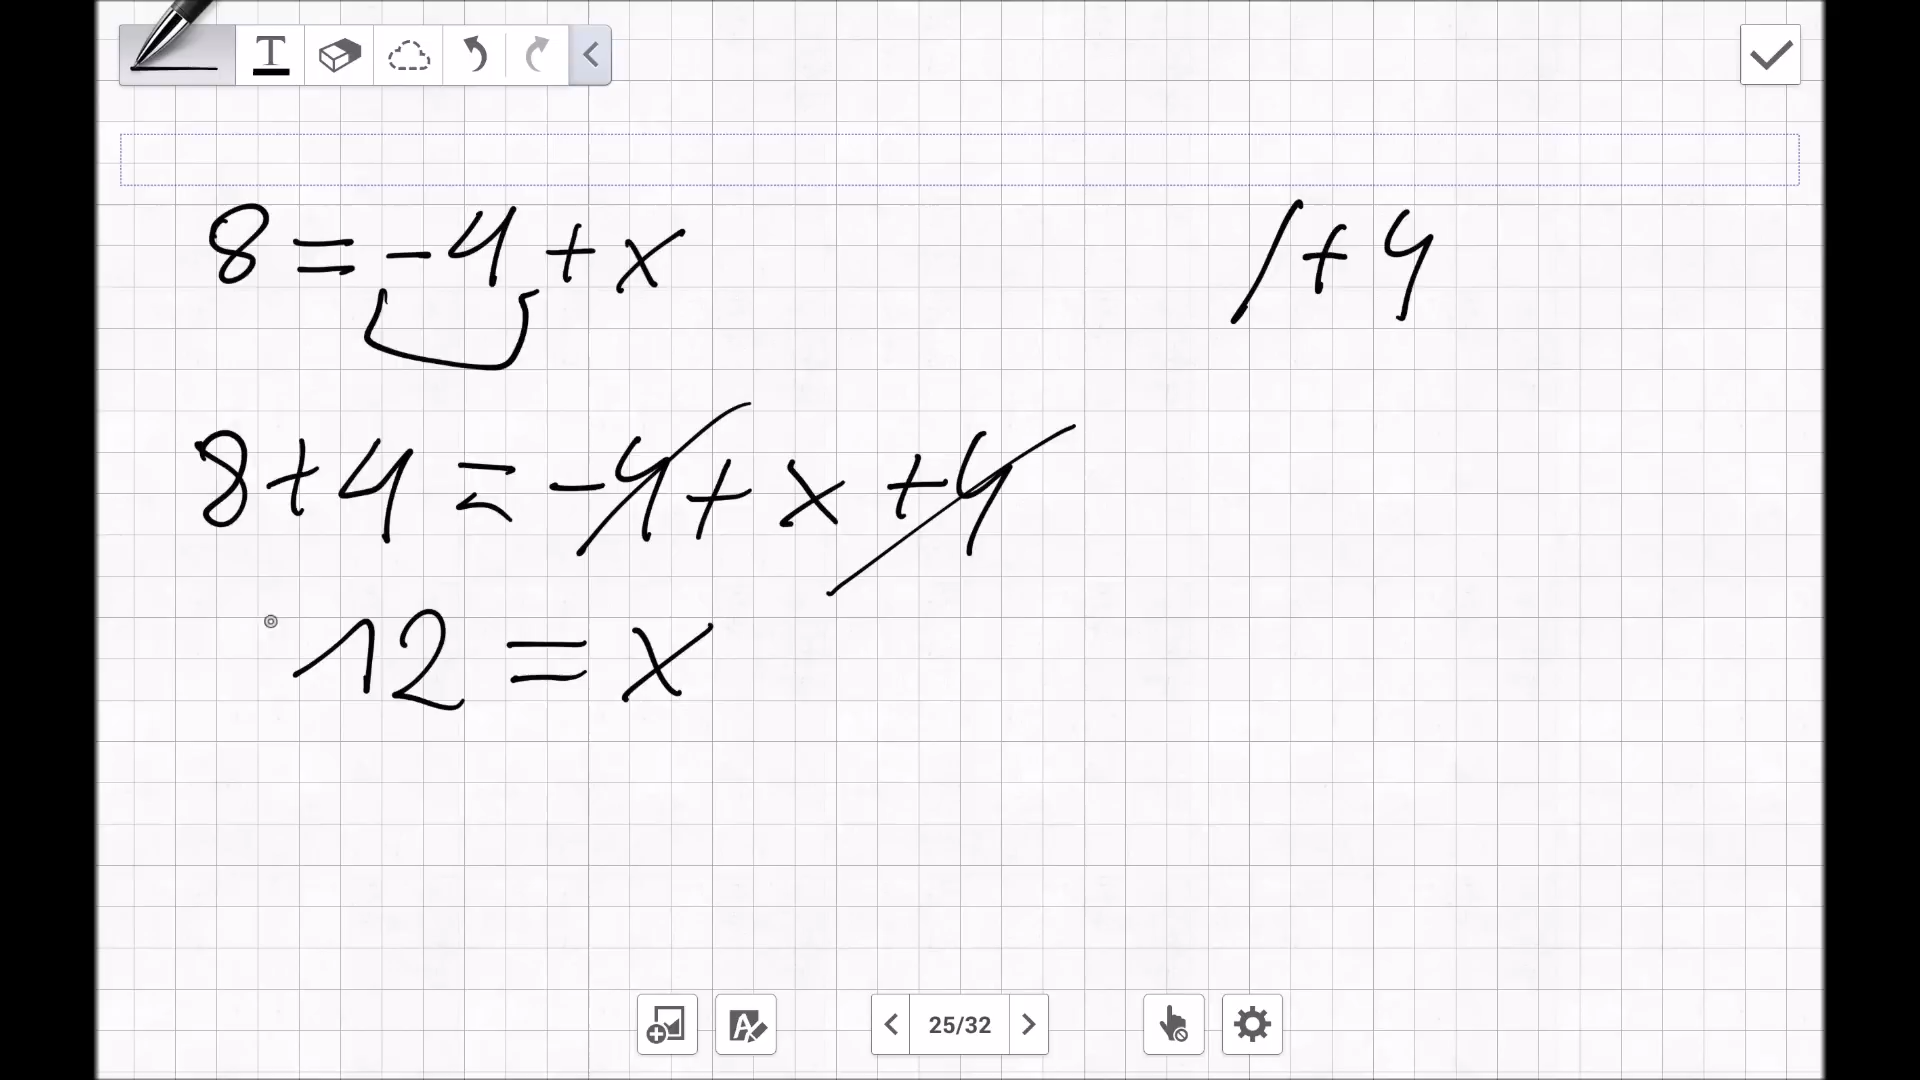 T
8 = -4 + x /+4
8+4 = -4 + x +4
12 = x
A
25/32